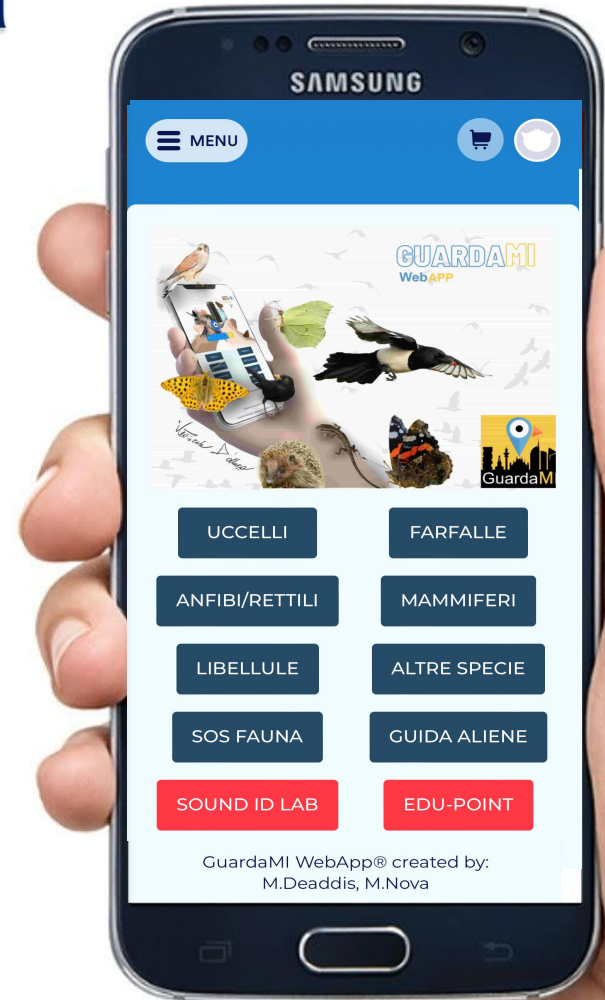 SAMSUNG
MENU
GUARDAMI
WebAPP
GuardaMI
UCCELLI
FARFALLE
ANFIBI/RETTILI
MAMMIFERI
LIBELLULE
ALTRE SPECIE
SOS FAUNA
GUIDA ALIENE
SOUND ID LAB
EDU-POINT
GuardaMI WebApp® created by:
M.Deaddis, M.Nova